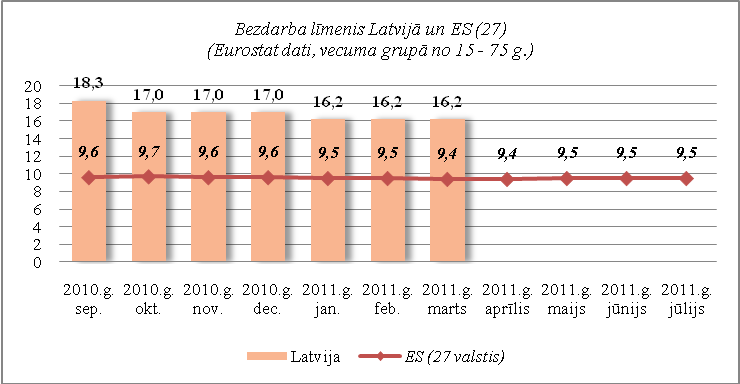 Bezdarba līmenis Latvijā un ES (27)
(Eurostat dati, vecuma grupā no 15 - 75 g.)
20
18
16
14
12
10
8
6
4
2
0
18,3
17,0
17,0
17,0
16,2
16,2
16,2
9,6
9,7
9,6
9,6
9,5
9,5
9,4
9,4
9,5
9,5
9,5
2010.g. sep.
2010.g. okt.
2010.g. nov.
2010.g. dec.
2011.g. jan.
2011.g. feb.
2011.g. marts
2011.g. aprīlis
2011.g. maijs
2011.g. jūnijs
2011.g. jūlijs
Latvija
ES (27 valstis)